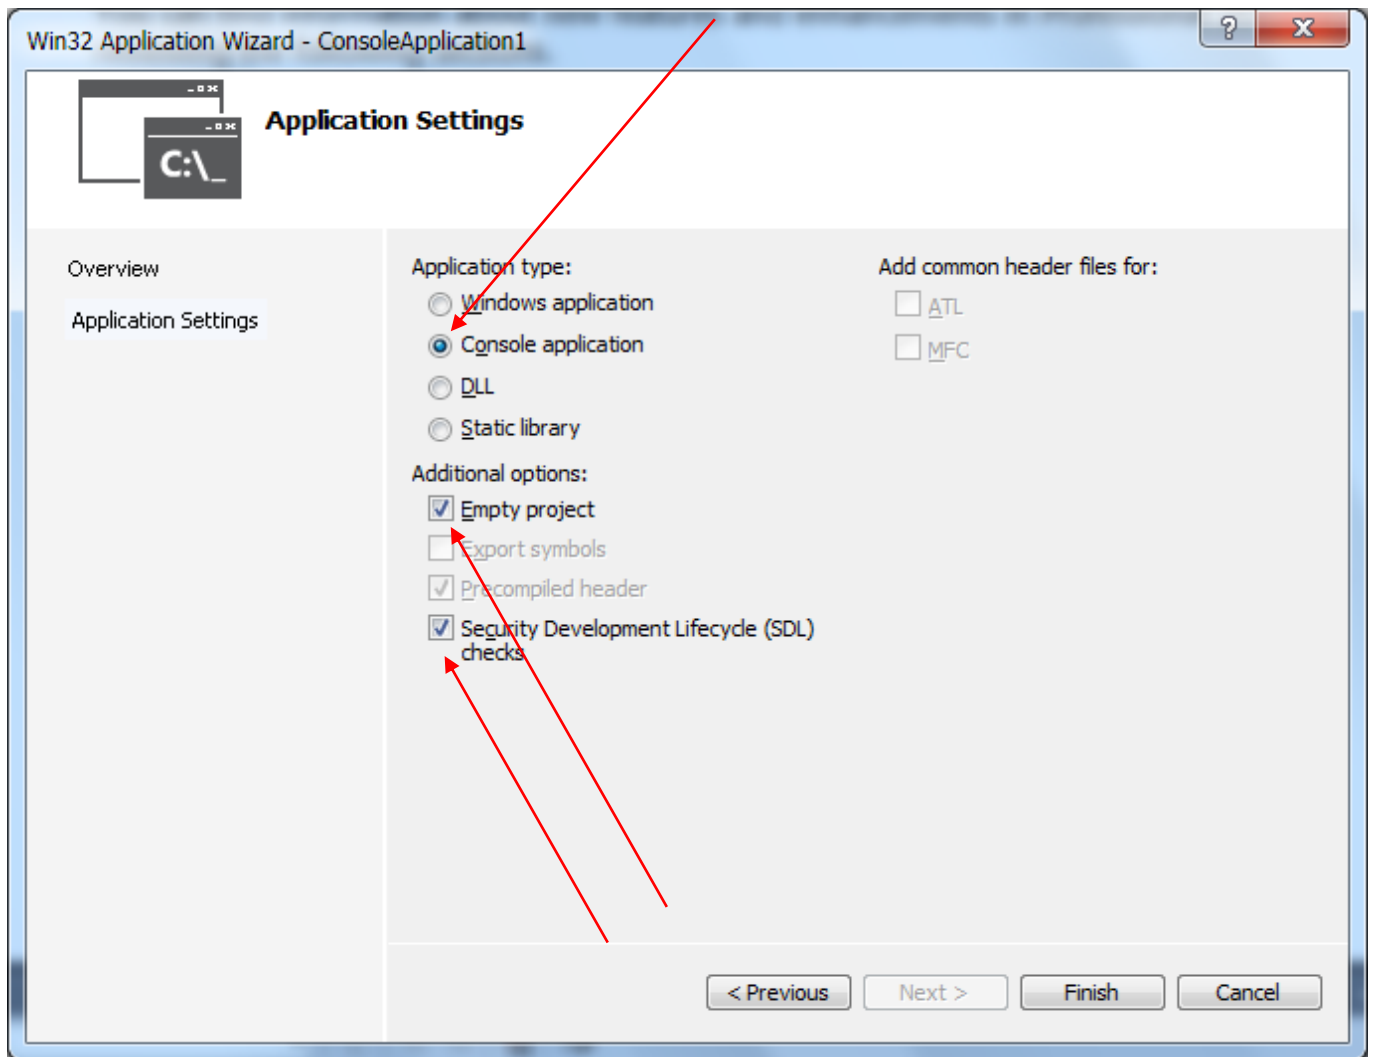 Win32 Application Wizard - ConsoleApplication1
?
C:\_
Application Settings
Overview
Application Settings
Application type:
Windows application
Console application
DLL
Static library
Additional options:
Empty project
Export symbols
Precompiled header
Security Development Lifecycle (SDL)
checks
Add common header files for:
ATL
MFC
< Previous
Next >
Finish
Cancel